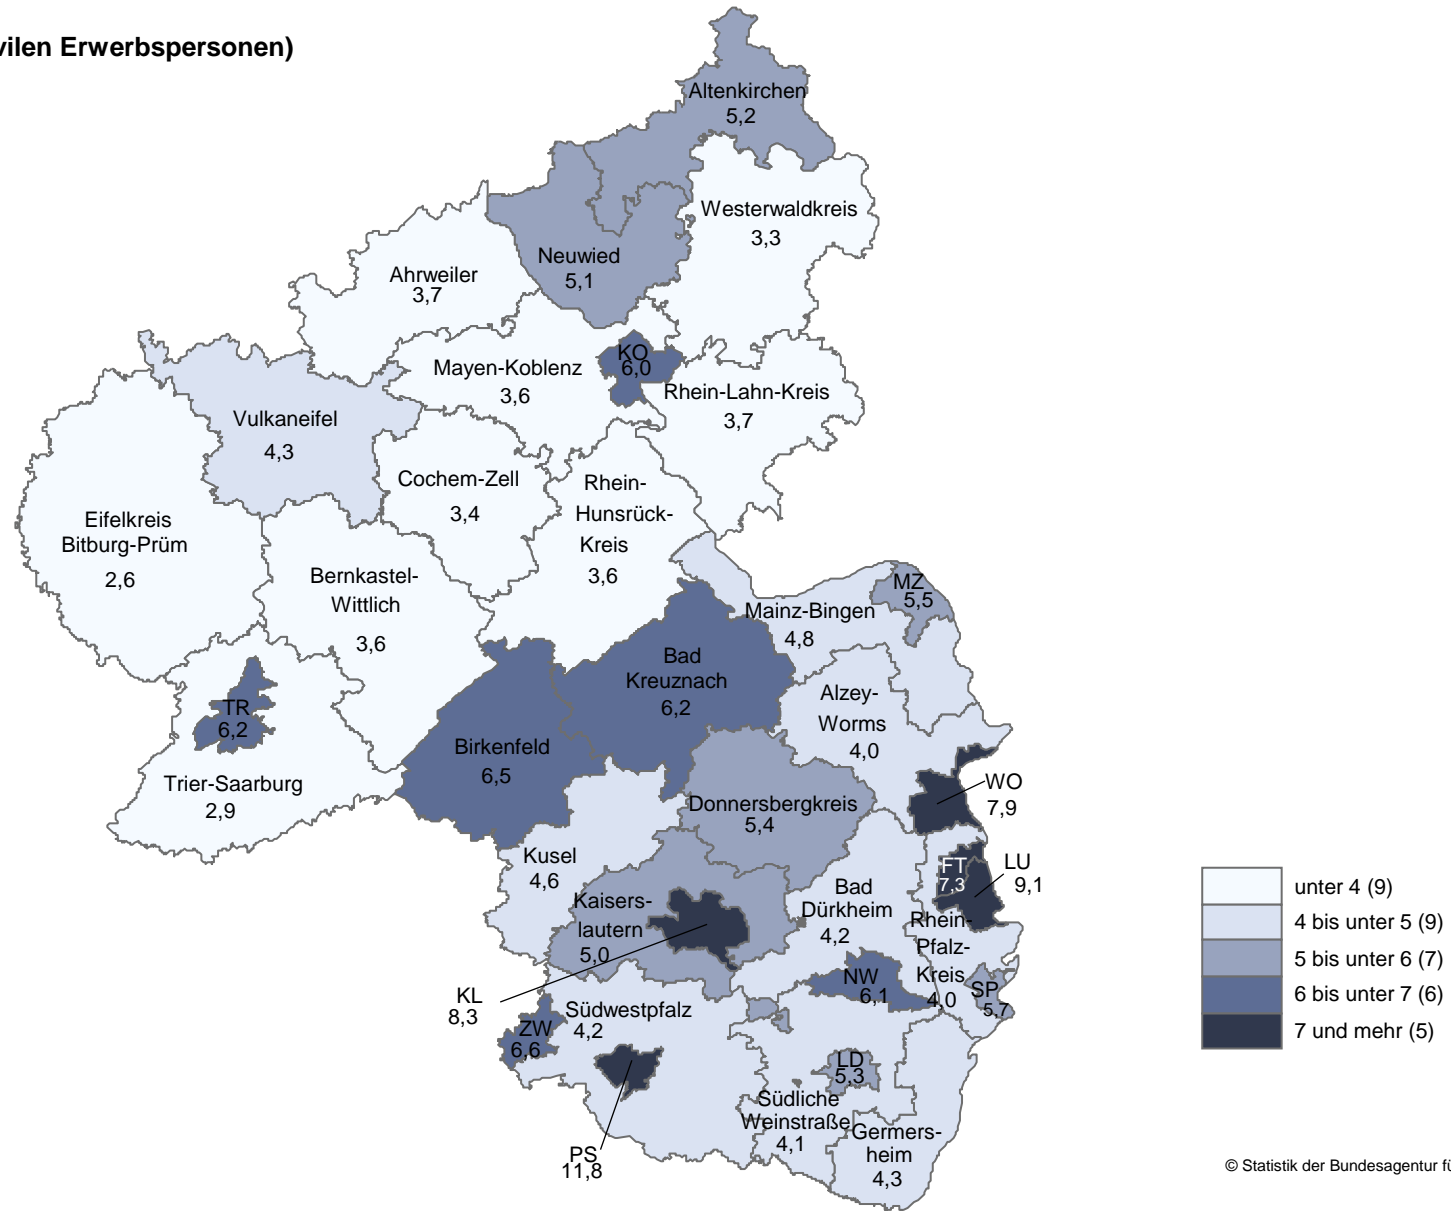 vilen Erwerbspersonen)
Altenkirchen
5,2
Westerwaldkreis
3,3
Neuwied
5,1
Ahrweiler
3,7
KO
6,0
Mayen-Koblenz
3,6
Rhein-Lahn-Kreis
3,7
Vulkaneifel
4,3
Cochem-Zell
3,4
Rhein-
Hunsrück-
Kreis
3,6
Eifelkreis
Bitburg-Prüm
2,6
Bernkastel-
Wittlich
3,6
MZ
5,5
Mainz-Bingen
4,8
Bad
Kreuznach
6,2
Alzey-
Worms
4,0
TR
6,2
Birkenfeld
6,5
Trier-Saarburg
2,9
WO
7,9
Donnersbergkreis
5,4
Kusel
4,6
FT
7,3
LU
9,1
Bad
Dürkheim
4,2
Kaisers-
lautern
5,0
Rhein-
Pfalz-
Kreis
4,0
NW
6,1
SP
5,7
KL
8,3
Südwestpfalz
4,2
ZW
6,6
LD
5,3
Südliche
Weinstraße
4,1
Germers-
heim
4,3
PS
11,8
unter 4 (9)
4 bis unter 5 (9)
5 bis unter 6 (7)
6 bis unter 7 (6)
7 und mehr (5)
© Statistik der Bundesagentur fü